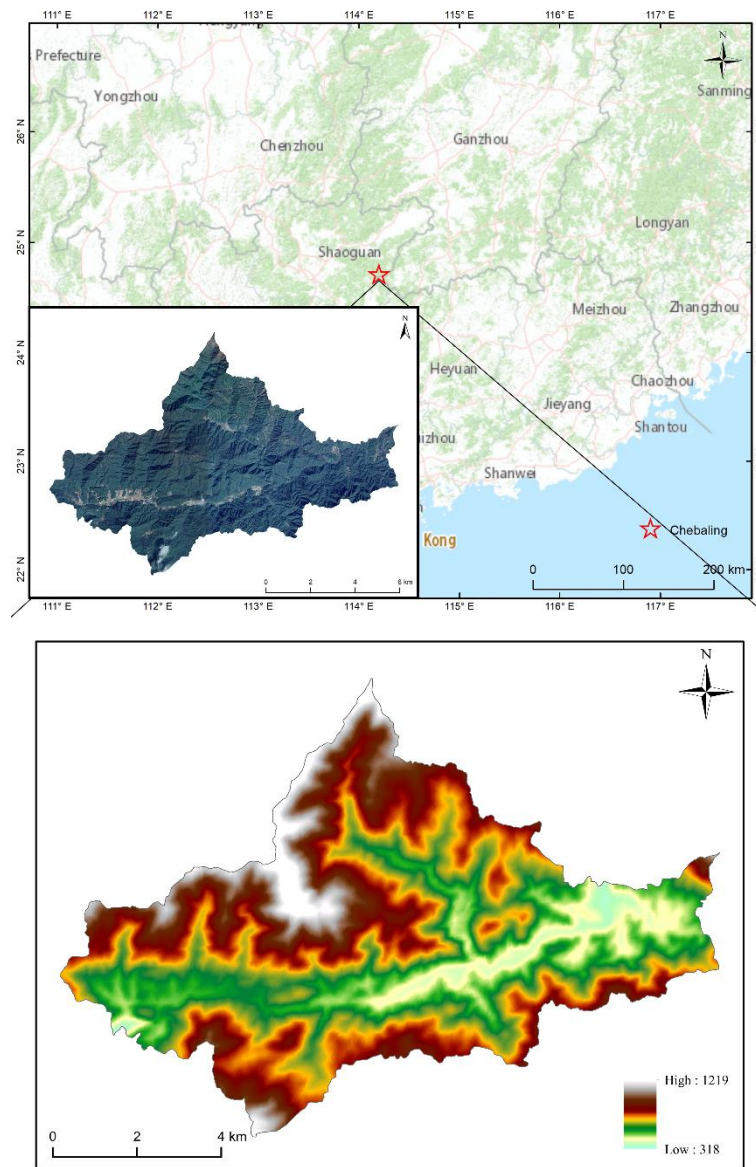 111° E 112° E 113° E 114° E 115° E 116° E 117° E
N
Prefecture
Sanming
Yongzhou
26° N
Chenzhou
Ganzhou
Longyan
25° N
Shaoguan
Meizhou
Zhangzhou
N
24° N
Heyuan
Chaozhou
Jieyang
Shantou
23° N
Shanwei
Kong
Chebaling
0 100 200 km
22° N
0 2 4 6 km
111° E 112° E 113° E 114° E 115° E 116° E 117° E
N
High : 1219
Low : 318
0 2 4 km